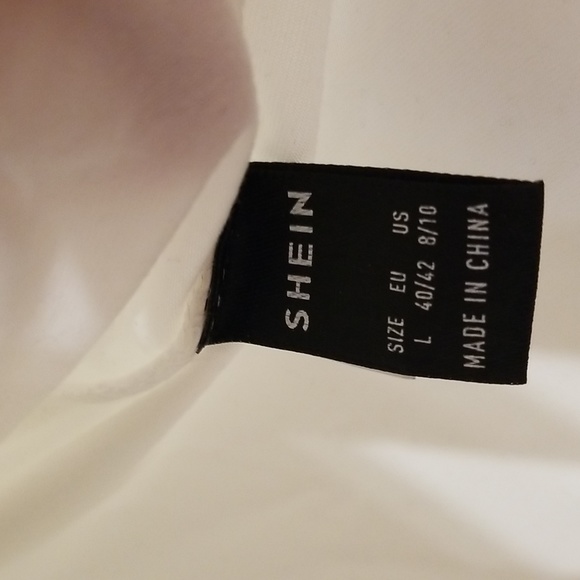 SHEIN
SIZE EU US
L 40/42 8/10
MADE IN CHINA